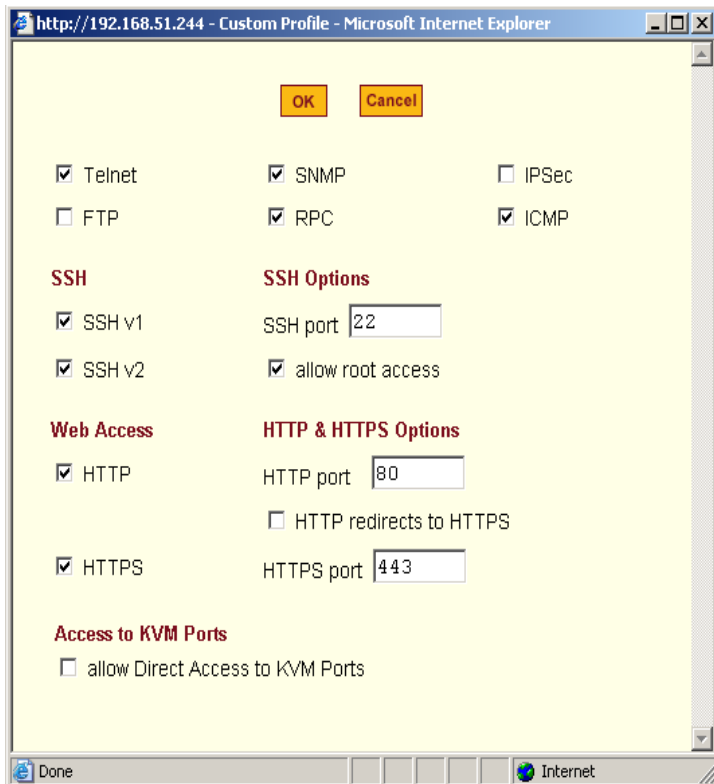 http://192.168.51.244 - Custom Profile - Microsoft Internet Explorer
OK Cancel
Telnet SNMP IPSec
FTP RPC ICMP
SSH SSH Options
SSH v1 SSH port 22
SSH v2 allow root access
Web Access HTTP & HTTPS Options
HTTP HTTP port 80
HTTP redirects to HTTPS
HTTPS HTTPS port 443
Access to KVM Ports
allow Direct Access to KVM Ports
Done Internet